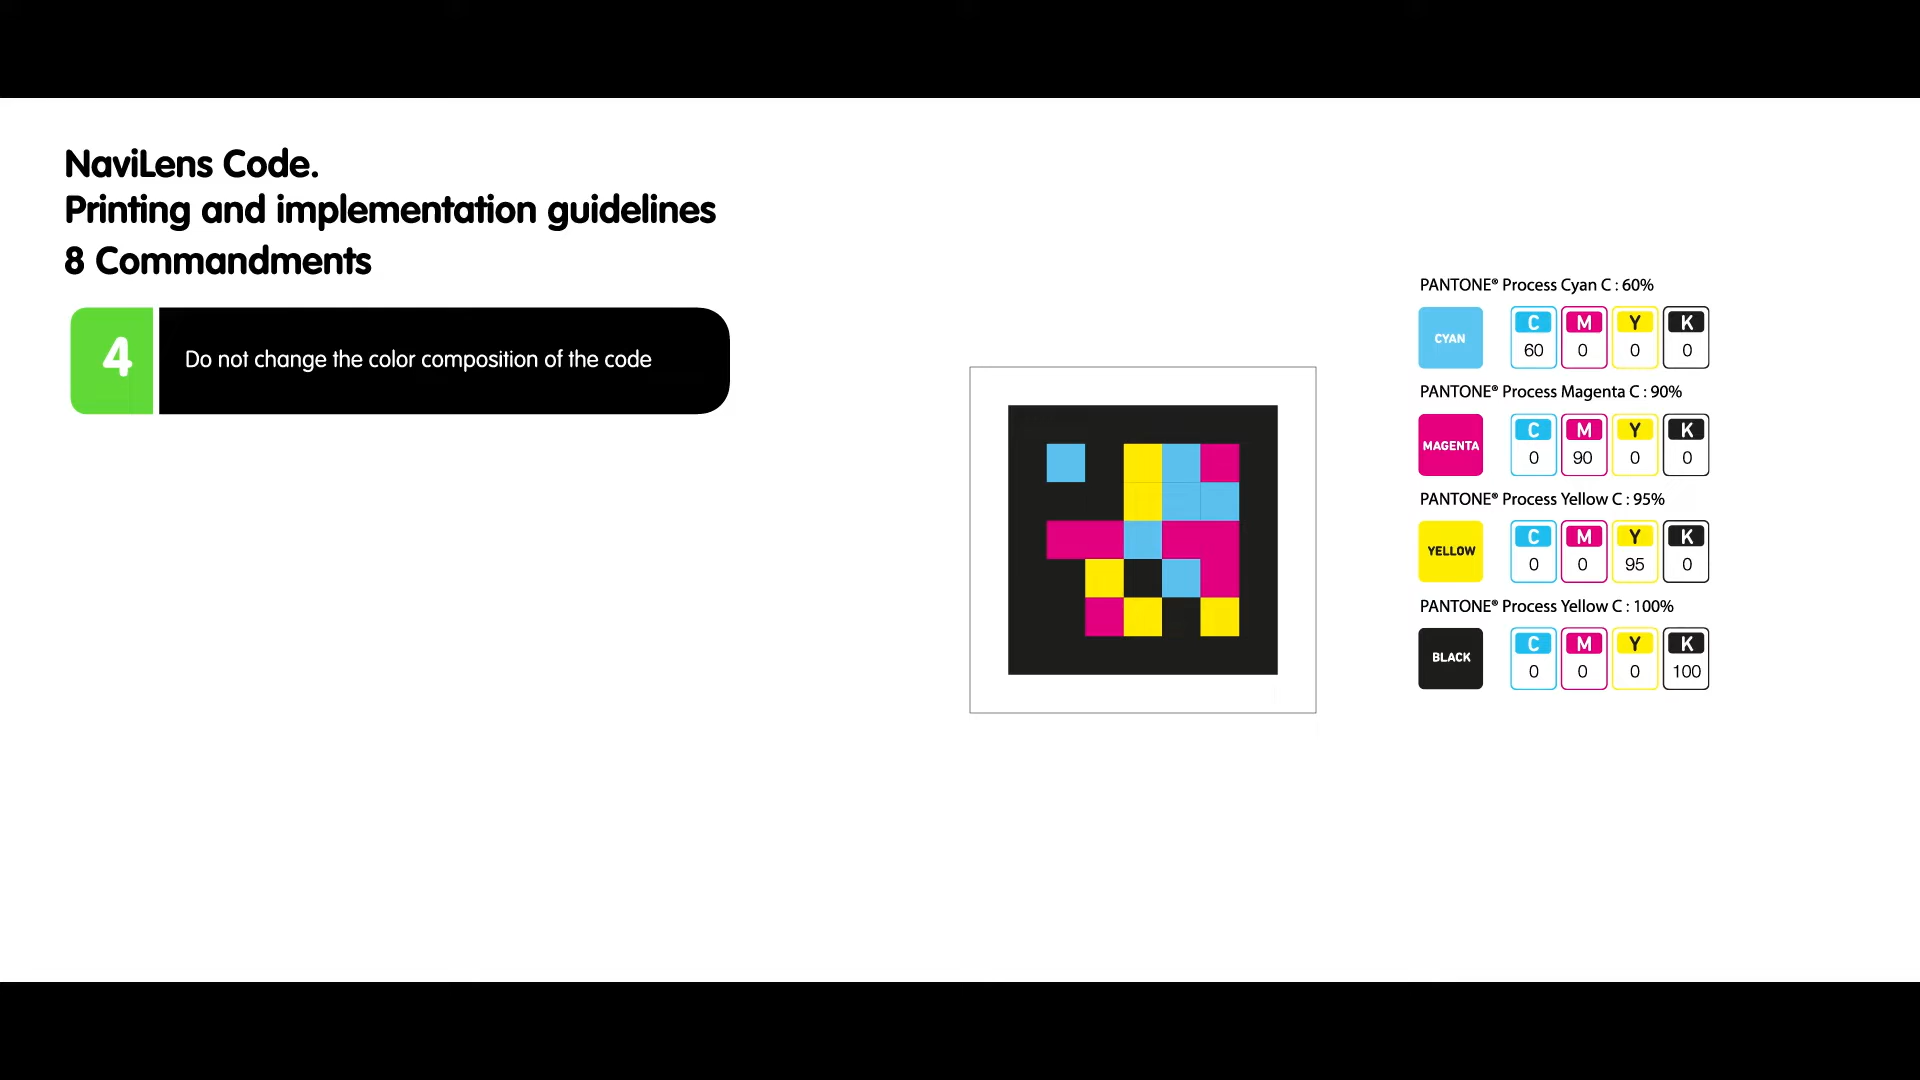 NaviLens Code.
Printing and implementation guidelines
8 Commandments
4
Do not change the color composition of the code
PANTONE® Process Cyan C : 60%
CYAN
C M Y K
60 0 0 0
PANTONE® Process Magenta C : 90%
MAGENTA
C M Y K
0 90 0 0
PANTONE® Process Yellow C : 95%
YELLOW
C M Y K
0 0 95 0
PANTONE® Process Yellow C : 100%
BLACK
C M Y K
0 0 0 100